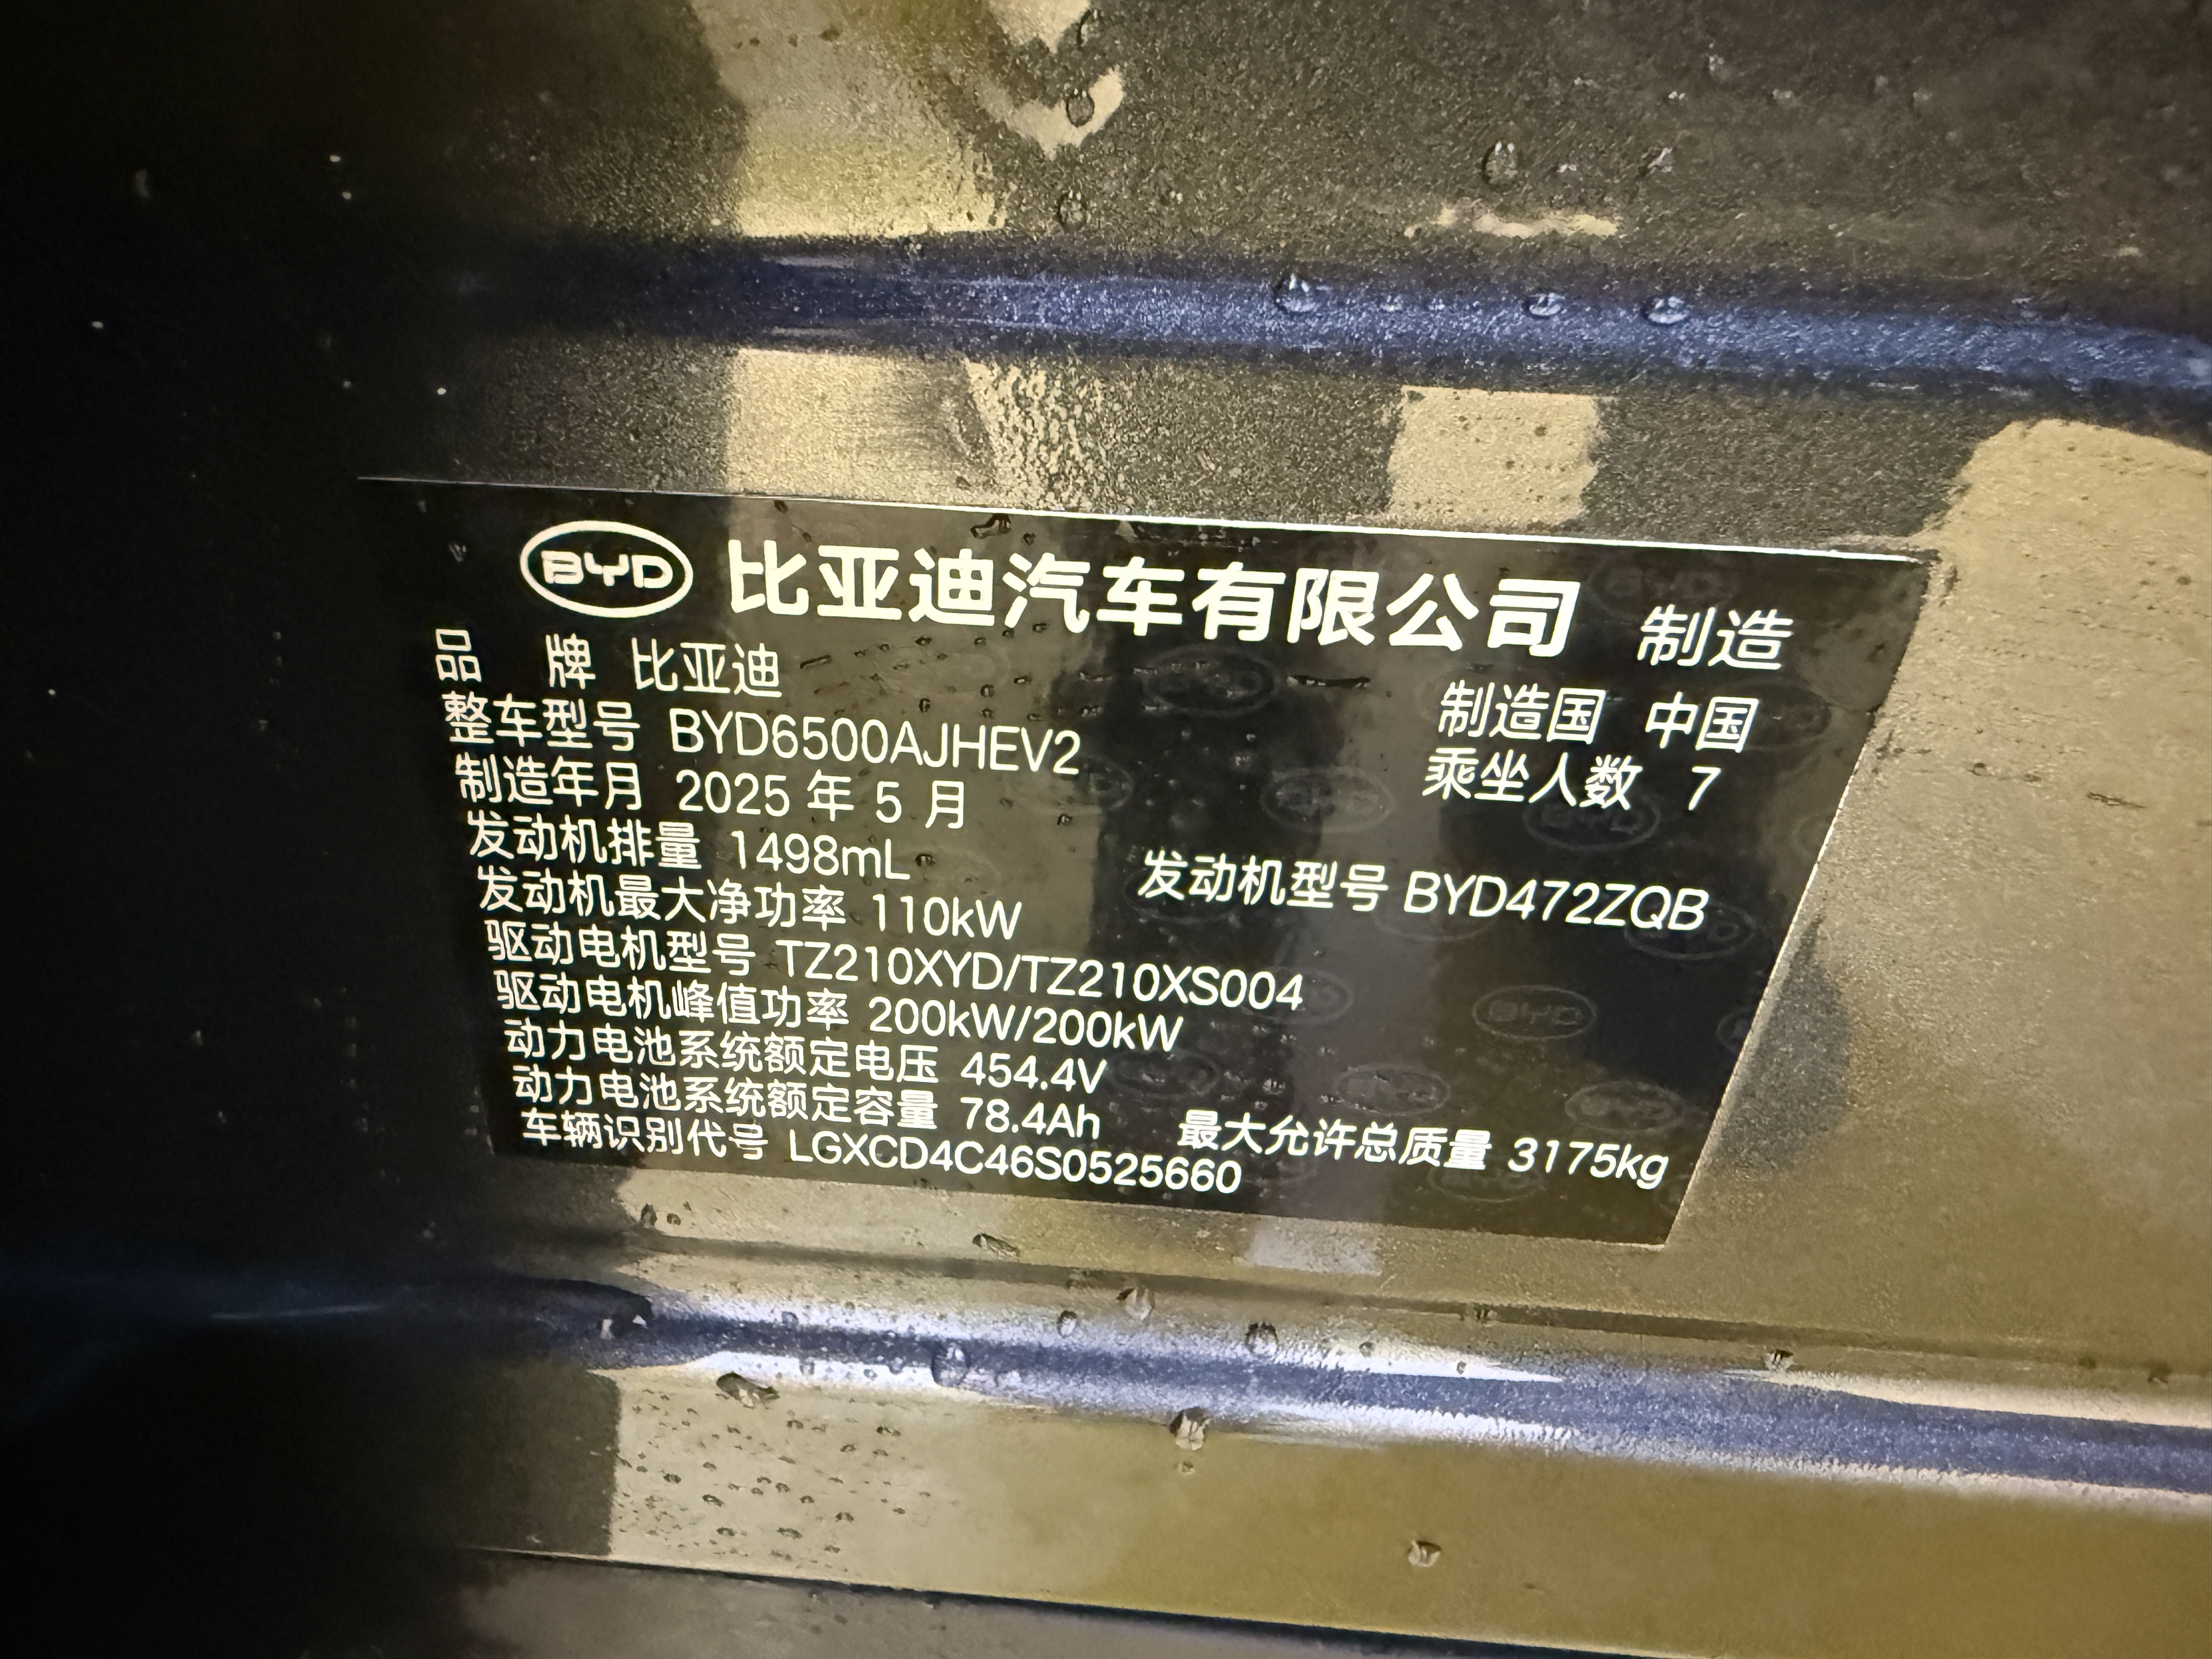 BYD 比亚迪汽车有限公司 制造
品 牌 比亚迪
制造国 中国
整车型号 BYD6500AJHEV2
乘坐人数 7
制造年月 2025 年 5 月
发动机排量 1498mL
发动机型号 BYD472ZQB
发动机最大净功率 110kW
驱动电机型号 TZ210XYD/TZ210XS004
驱动电机峰值功率 200kW/200kW
动力电池系统额定电压 454.4V
动力电池系统额定容量 78.4Ah
最大允许总质量 3175kg
车辆识别代号 LGXCD4C46S0525660